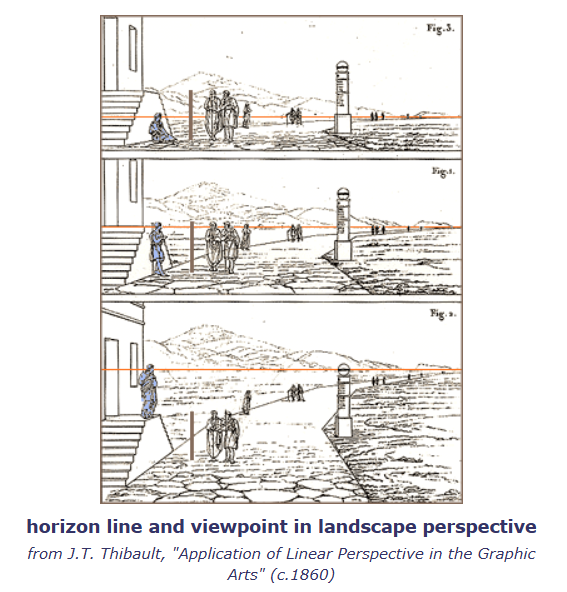 Fig.3.
Fig.1.
Fig.2.
horizon line and viewpoint in landscape perspective
from J.T. Thibault, "Application of Linear Perspective in the Graphic
Arts" (c.1860)